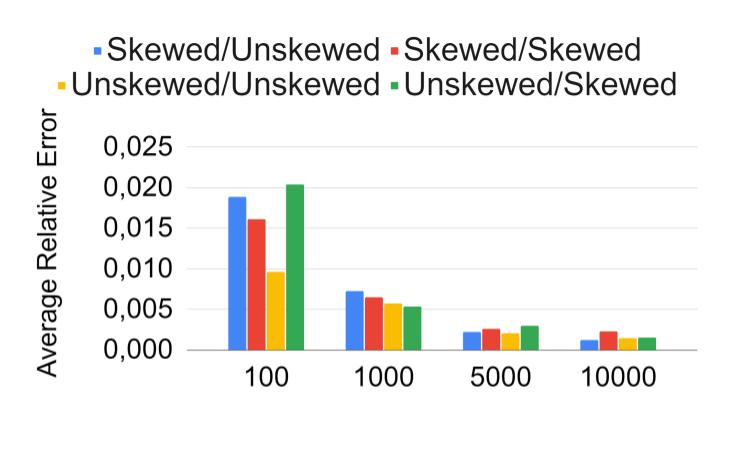 Skewed/Unskewed Skewed/Skewed
Unskewed/Unskewed Unskewed/Skewed
Average Relative Error
0,025
0,020
0,015
0,010
0,005
0,000
100 1000 5000 10000